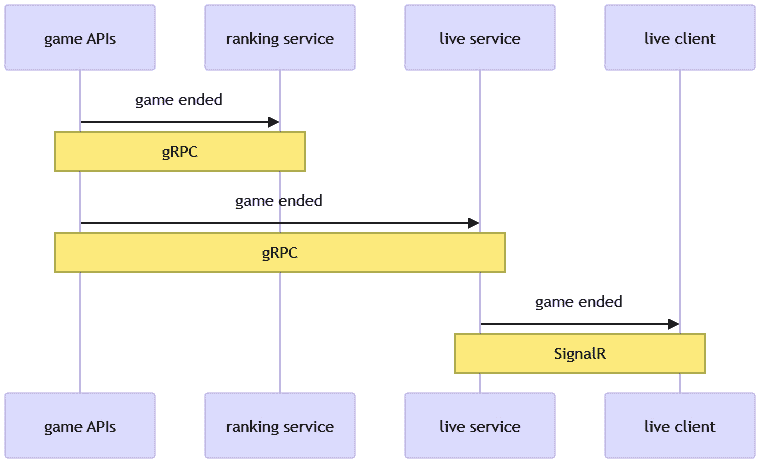 game APIs
ranking service
live service
live client
game ended
gRPC
game ended
gRPC
game ended
SignalR
game APIs
ranking service
live service
live client